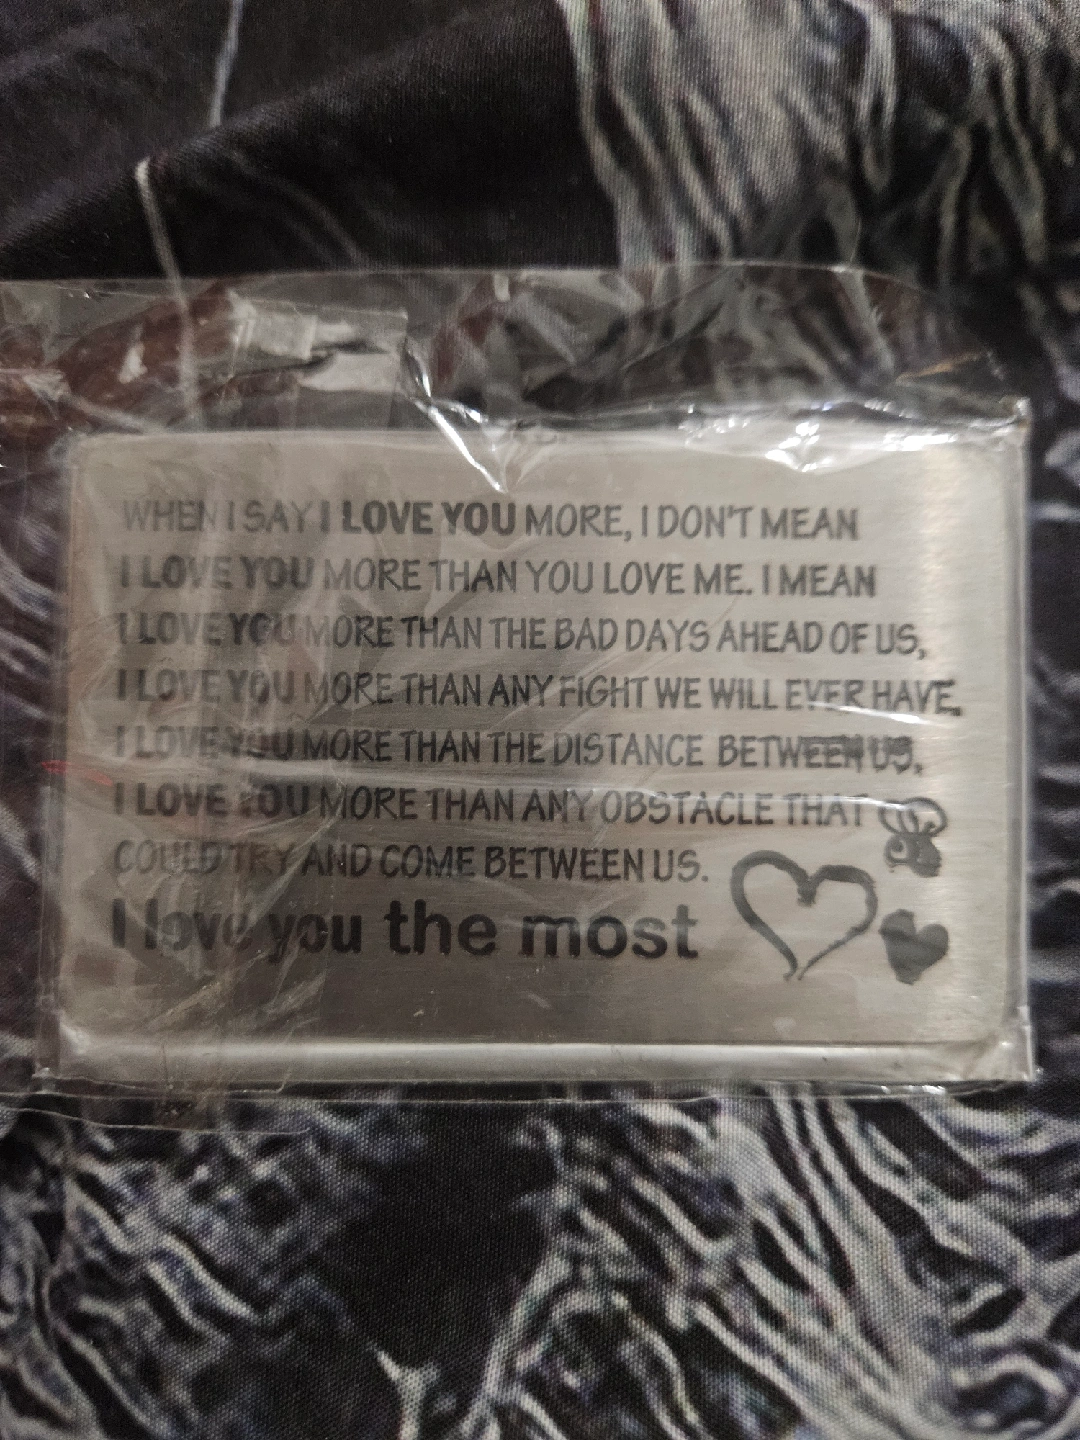 WHEN I SAY I LOVE YOU MORE, I DON'T MEAN
I LOVE YOU MORE THAN YOU LOVE ME. I MEAN
I LOVE YOU MORE THAN THE BAD DAYS AHEAD OF US,
I LOVE YOU MORE THAN ANY FIGHT WE WILL EVER HAVE.
I LOVE YOU MORE THAN THE DISTANCE BETWEEN US,
I LOVE YOU MORE THAN ANY OBSTACLE THAT
COULD TRY AND COME BETWEEN US.
I love you the most